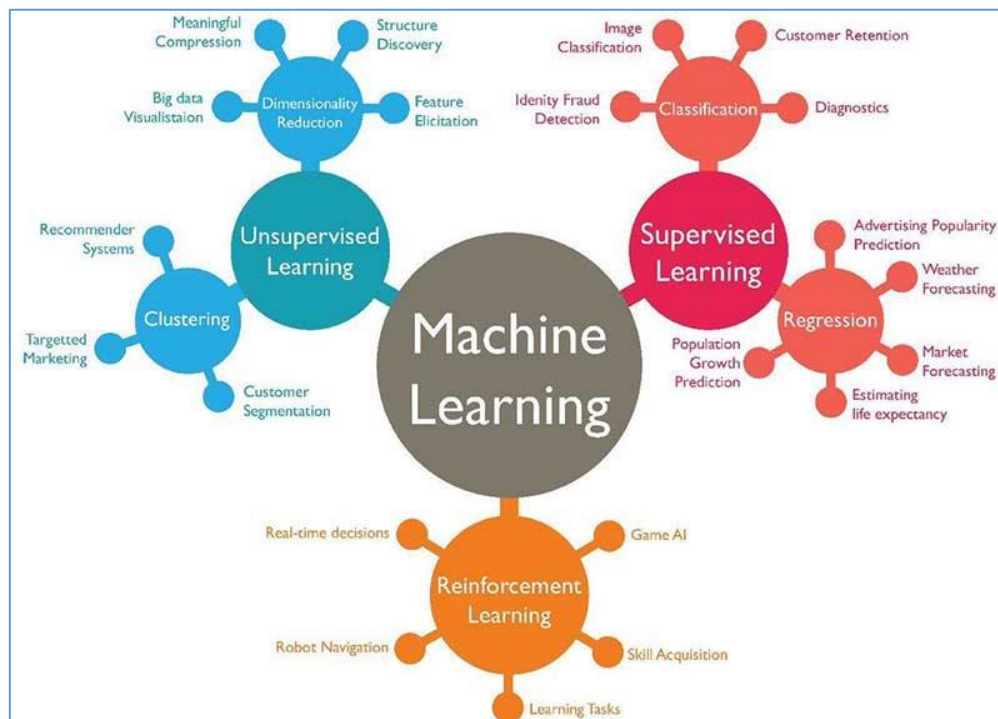 Meaningful
Compression
Structure
Discovery
Big data
Visualistaion
Dimensionality
Reduction
Feature
Elicitation
Image
Classification
Customer Retention
Idenity Fraud
Detection
Classification
Diagnostics
Recommender
Systems
Unsupervised
Learning
Clustering
Targetted
Marketing
Customer
Segmentation
Machine
Learning
Supervised
Learning
Advertising Popularity
Prediction
Weather
Forecasting
Regression
Population
Growth
Prediction
Market
Forecasting
Estimating
life expectancy
Real-time decisions
Game AI
Reinforcement
Learning
Robot Navigation
Skill Acquisition
Learning Tasks